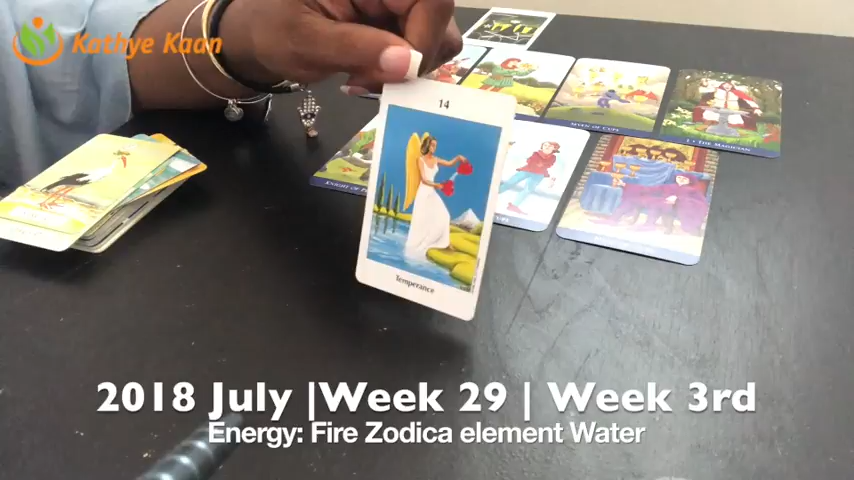 Kathye Kaan
14
SEVEN OF CUPS
I • THE MAGICIAN
Temperance
2018 July |Week 29 | Week 3rd
Energy: Fire Zodica element Water